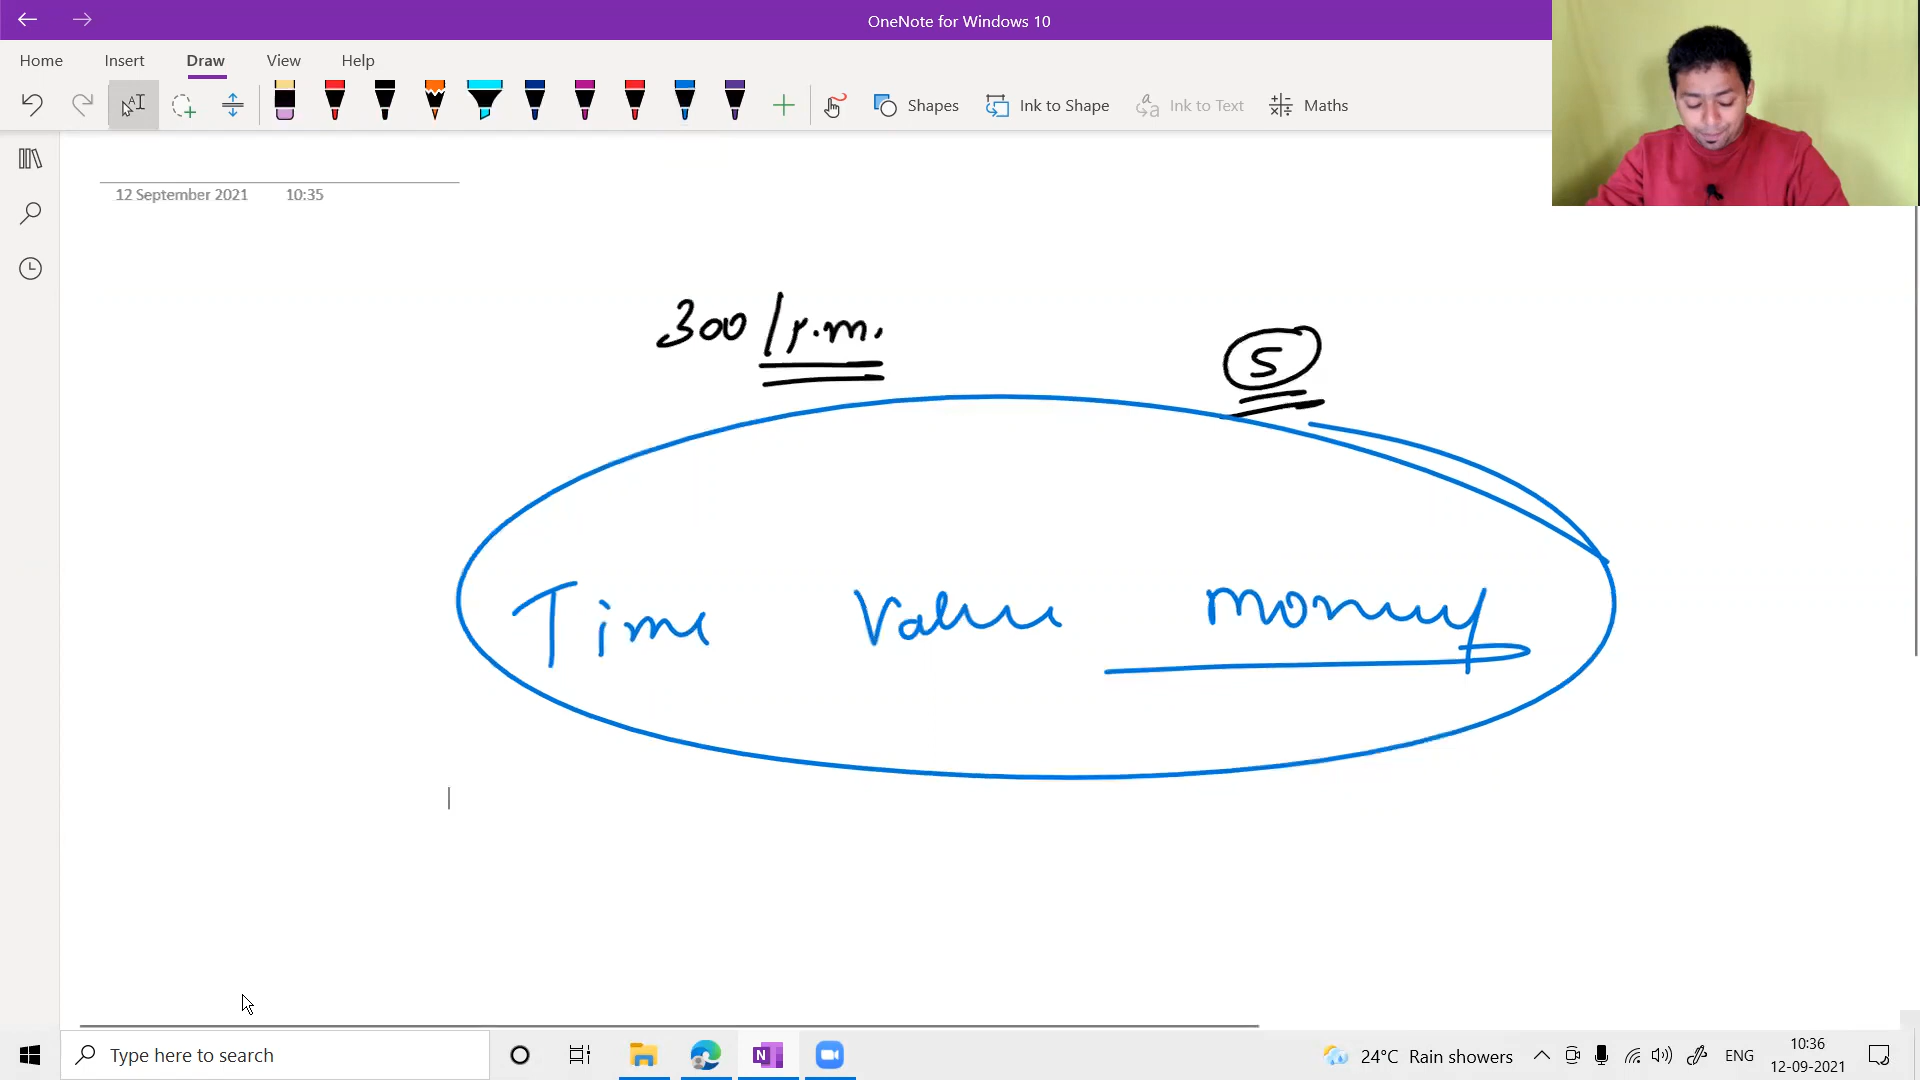 OneNote for Windows 10
Home Insert Draw View Help
Shapes Ink to Shape Ink to Text Maths
12 September 2021 10:35
300 /p.m.
5
Time Value money
Type here to search
24°C Rain showers ENG
10:36
12-09-2021